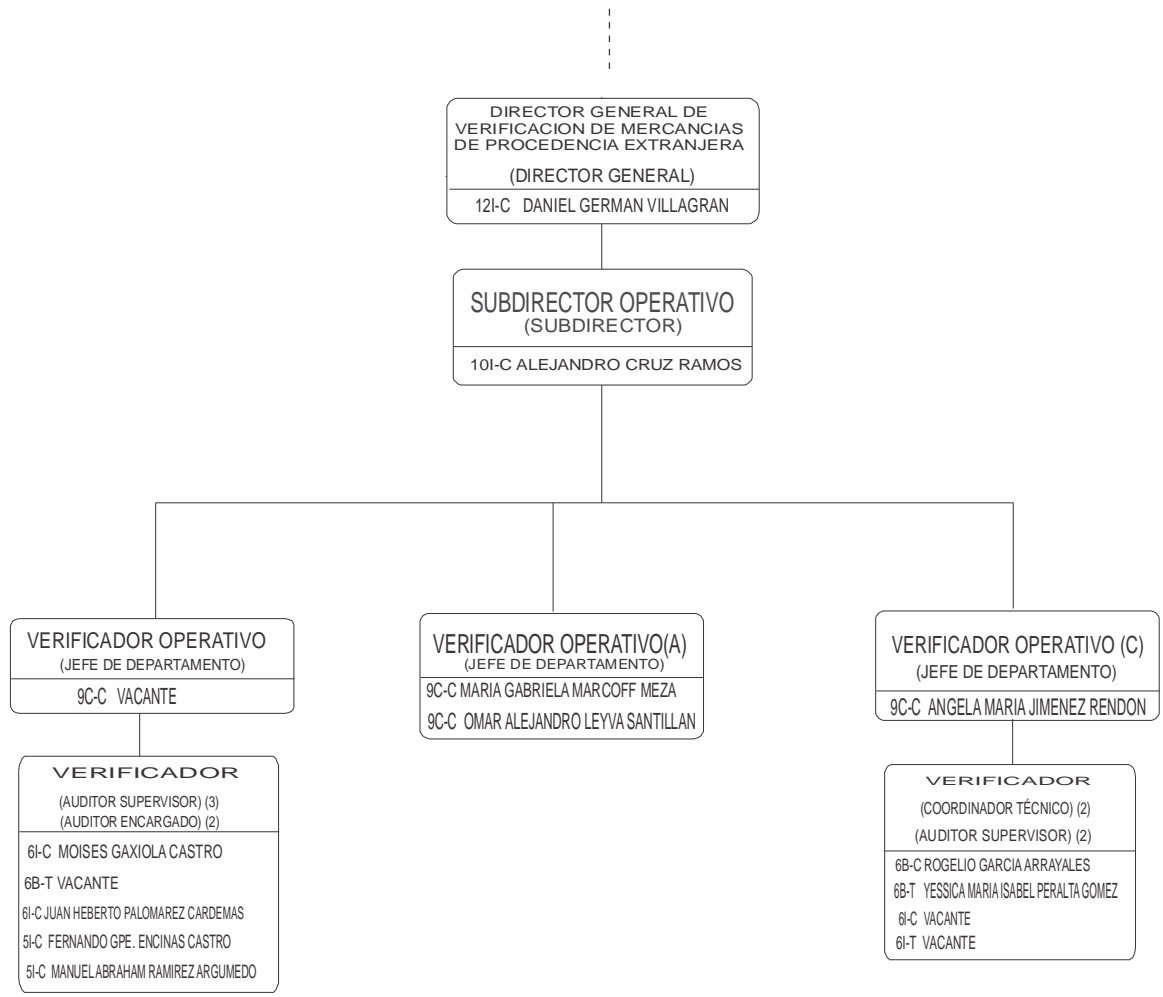 DIRECTOR GENERAL DE
VERIFICACION DE MERCANCIAS
DE PROCEDENCIA EXTRANJERA
(DIRECTOR GENERAL)
12I-C DANIEL GERMAN VILLAGRAN
SUBDIRECTOR OPERATIVO
(SUBDIRECTOR)
10I-C ALEJANDRO CRUZ RAMOS
VERIFICADOR OPERATIVO
(JEFE DE DEPARTAMENTO)
9C-C VACANTE
VERIFICADOR
(AUDITOR SUPERVISOR) (3)
(AUDITOR ENCARGADO) (2)
6I-C MOISES GAXIOLA CASTRO
6B-T VACANTE
6I-C JUAN HEBERTO PALOMAREZ CARDEMAS
5I-C FERNANDO GPE. ENCINAS CASTRO
5I-C MANUEL ABRAHAM RAMIREZ ARGUMEDO
VERIFICADOR OPERATIVO(A)
(JEFE DE DEPARTAMENTO)
9C-C MARIA GABRIELA MARCOFF MEZA
9C-C OMAR ALEJANDRO LEYVA SANTILLAN
VERIFICADOR OPERATIVO (C)
(JEFE DE DEPARTAMENTO)
9C-C ANGELA MARIA JIMENEZ RENDON
VERIFICADOR
(COORDINADOR TÉCNICO) (2)
(AUDITOR SUPERVISOR) (2)
6B-C ROGELIO GARCIA ARRAYALES
6B-T YESSICA MARIA ISABEL PERALTA GOMEZ
6I-C VACANTE
6I-T VACANTE